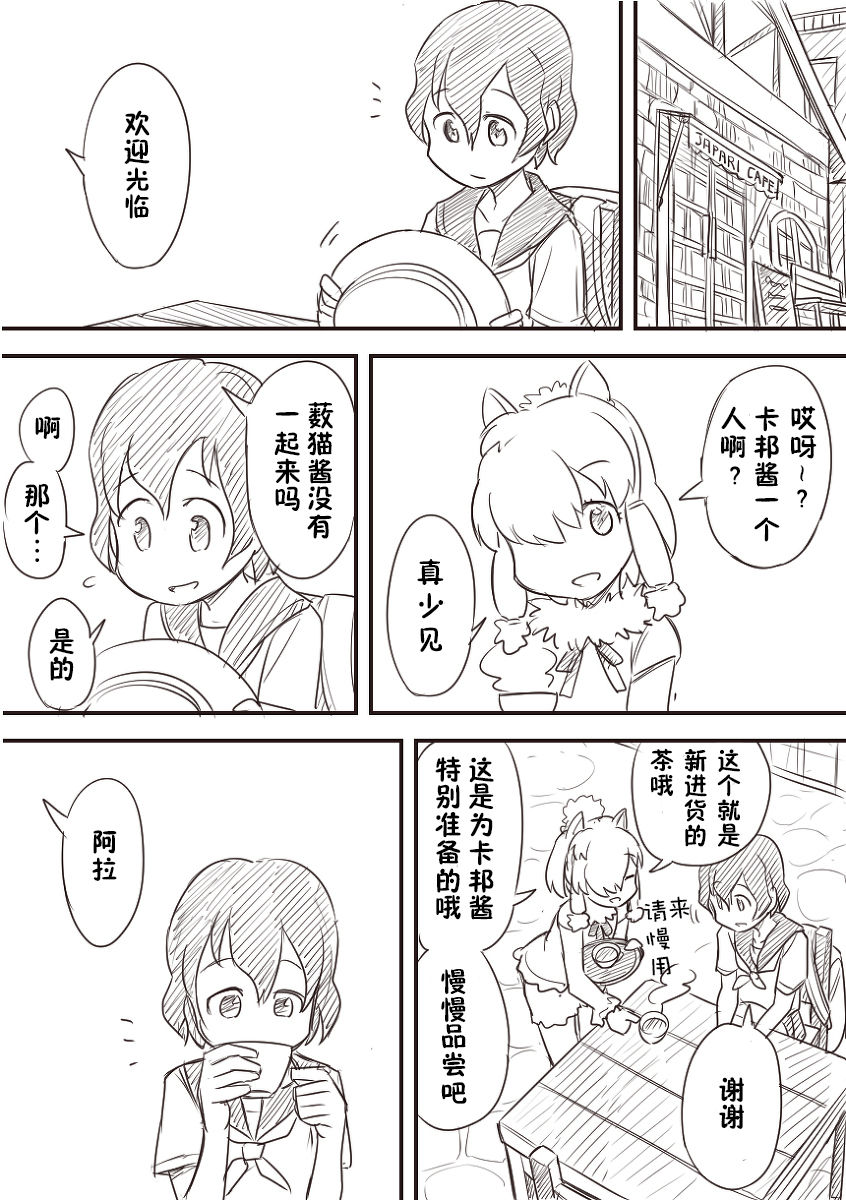 JAPARI CAFE
欢迎光临
哎呀~?
卡邦酱一个
人啊?
真少见
薮猫酱没有
一起来吗
啊
那个…
是的
这个就是
新进货的
茶哦
这是为卡邦酱
特别准备的哦
请来
慢
用
慢慢品尝吧
谢谢
阿拉